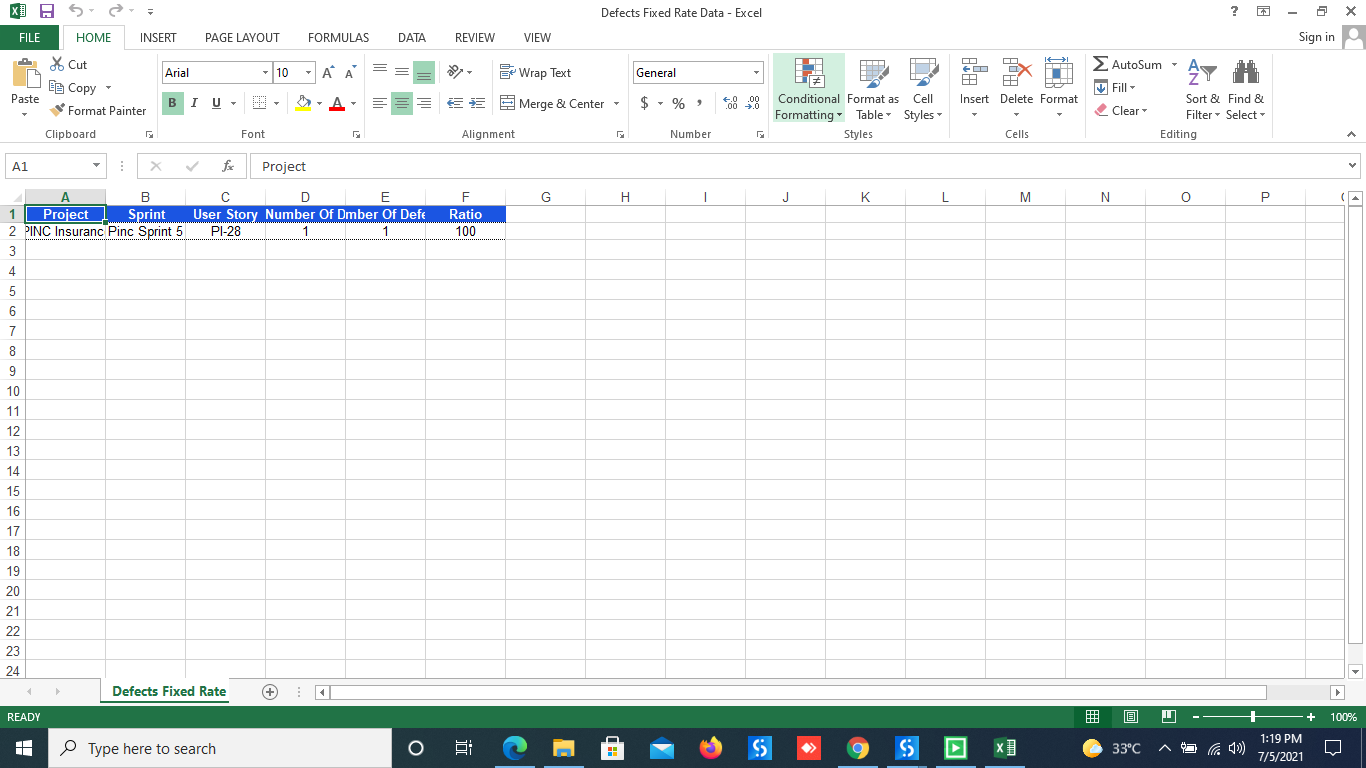 Defects Fixed Rate Data - Excel
?
FILE HOME INSERT PAGE LAYOUT FORMULAS DATA REVIEW VIEW Sign in
Paste
Cut
Copy
Format Painter
Clipboard
Arial 10
B I U
Font
Wrap Text
Merge & Center
Alignment
General
$ % ,
Number
Conditional Formatting
Format as Table
Cell Styles
Styles
Insert Delete Format
Cells
AutoSum
Fill
Clear
Sort & Filter
Find & Select
Editing
A1 fx Project
A B C D E F G H I J K L M N O P
1 Project Sprint User Story Number Of D mber Of Defe Ratio
2 PINC Insuranc Pinc Sprint 5 PI-28 1 1 100
3
4
5
6
7
8
9
10
11
12
13
14
15
16
17
18
19
20
21
22
23
24
Defects Fixed Rate
READY 100%
Type here to search 33°C 1:19 PM
7/5/2021